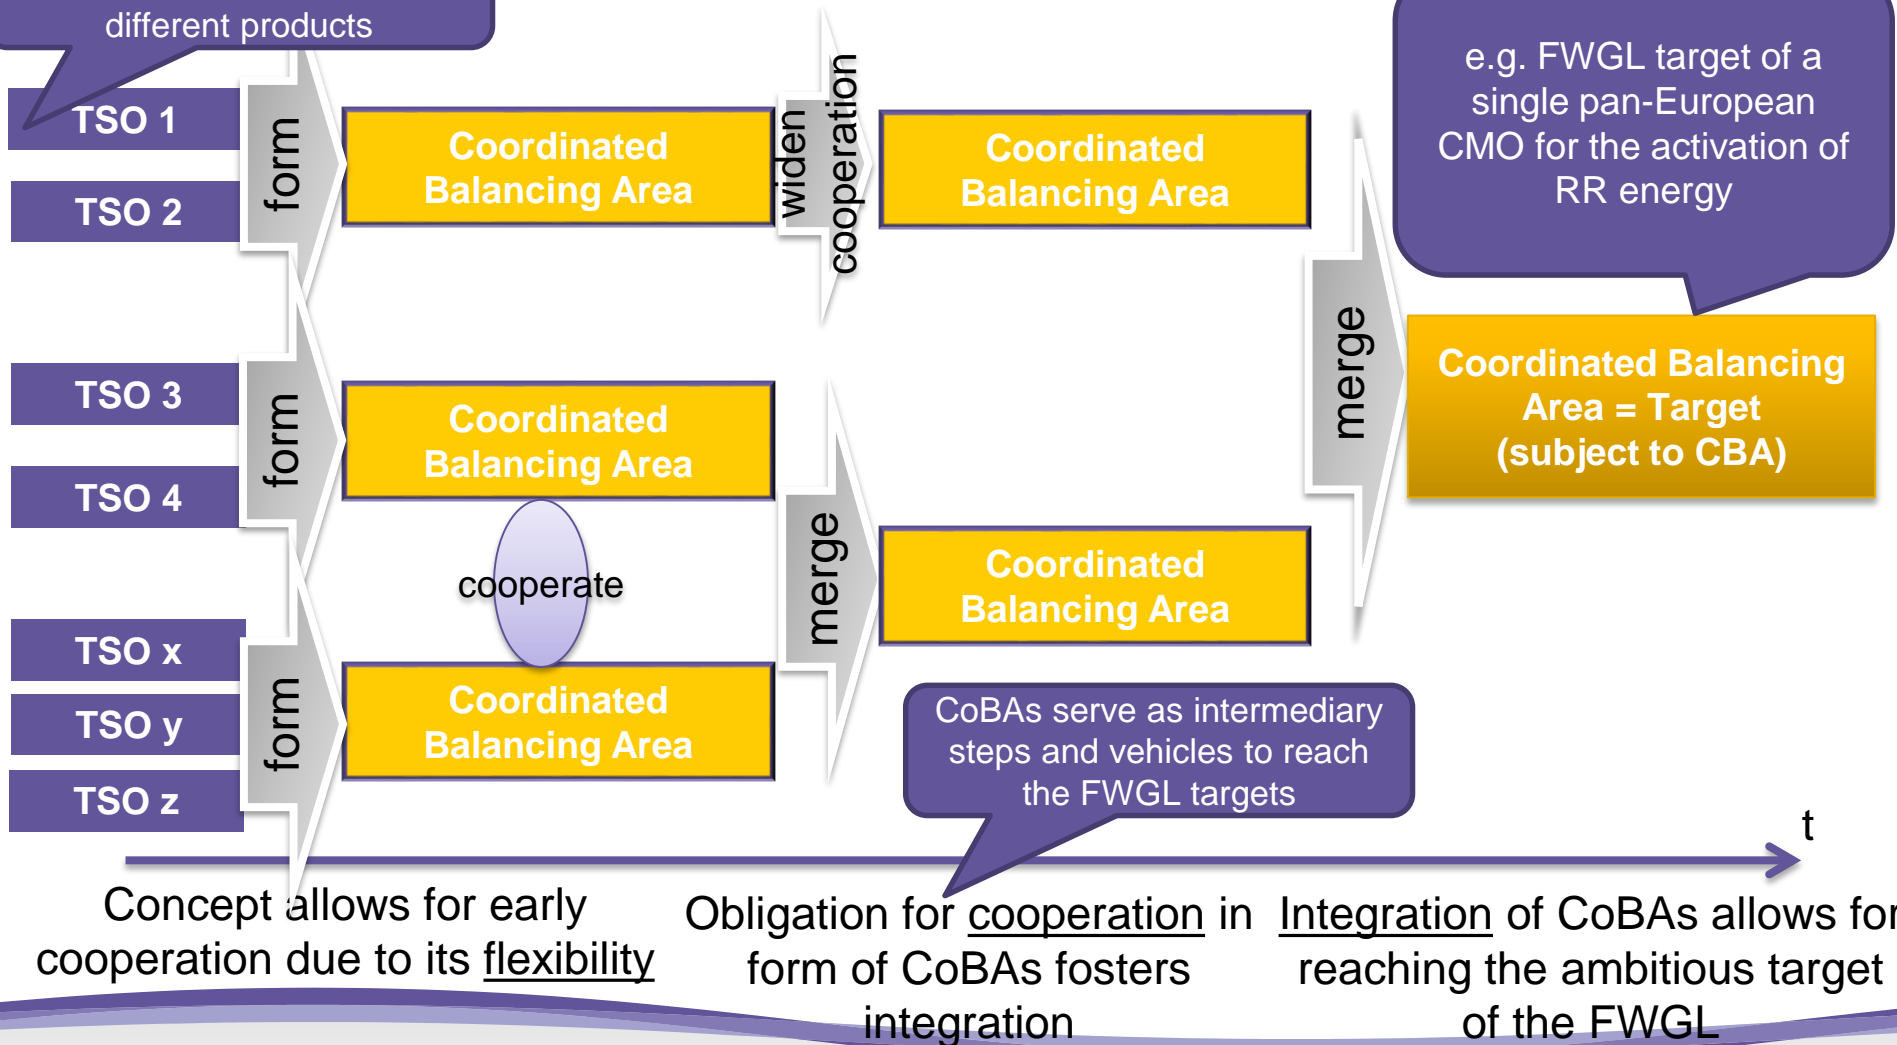 different products
e.g. FWGL target of a
single pan-European
CMO for the activation of
RR energy
TSO 1
TSO 2
form
Coordinated
Balancing Area
widen
cooperation
Coordinated
Balancing Area
TSO 3
TSO 4
form
Coordinated
Balancing Area
merge
Coordinated Balancing
Area = Target
(subject to CBA)
cooperate
merge
Coordinated
Balancing Area
TSO x
TSO y
TSO z
form
Coordinated
Balancing Area
CoBAs serve as intermediary
steps and vehicles to reach
the FWGL targets
t
Concept allows for early
cooperation due to its flexibility
Obligation for cooperation in
form of CoBAs fosters
integration
Integration of CoBAs allows for
reaching the ambitious target
of the FWGL